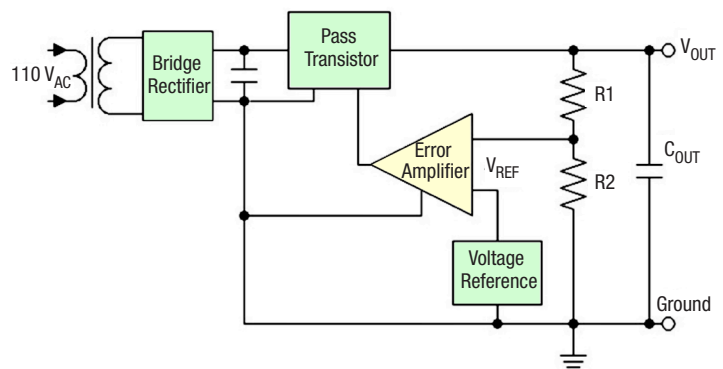 110 VAC
Bridge
Rectifier
Pass
Transistor
VOUT
R1
Error
Amplifier
VREF
COUT
R2
Voltage
Reference
Ground